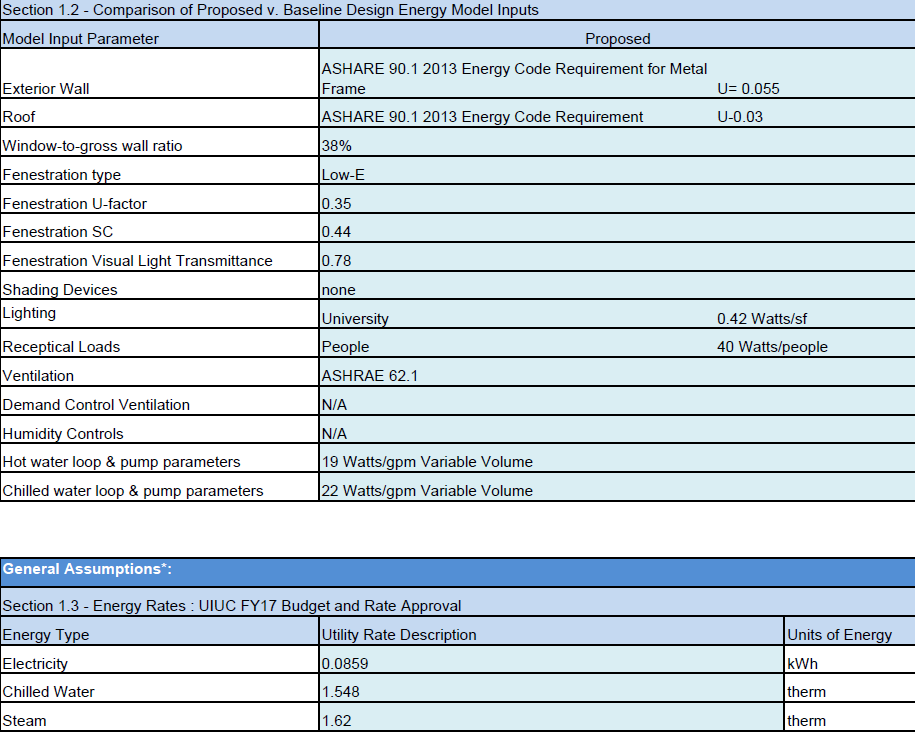 Section 1.2 - Comparison of Proposed v. Baseline Design Energy Model Inputs
Model Input Parameter Proposed
Exterior Wall ASHARE 90.1 2013 Energy Code Requirement for Metal
Frame U= 0.055
Roof ASHARE 90.1 2013 Energy Code Requirement U-0.03
Window-to-gross wall ratio 38%
Fenestration type Low-E
Fenestration U-factor 0.35
Fenestration SC 0.44
Fenestration Visual Light Transmittance 0.78
Shading Devices none
Lighting University 0.42 Watts/sf
Receptical Loads People 40 Watts/people
Ventilation ASHRAE 62.1
Demand Control Ventilation N/A
Humidity Controls N/A
Hot water loop & pump parameters 19 Watts/gpm Variable Volume
Chilled water loop & pump parameters 22 Watts/gpm Variable Volume
General Assumptions*:
Section 1.3 - Energy Rates : UIUC FY17 Budget and Rate Approval
Energy Type Utility Rate Description Units of Energy
Electricity 0.0859 kWh
Chilled Water 1.548 therm
Steam 1.62 therm